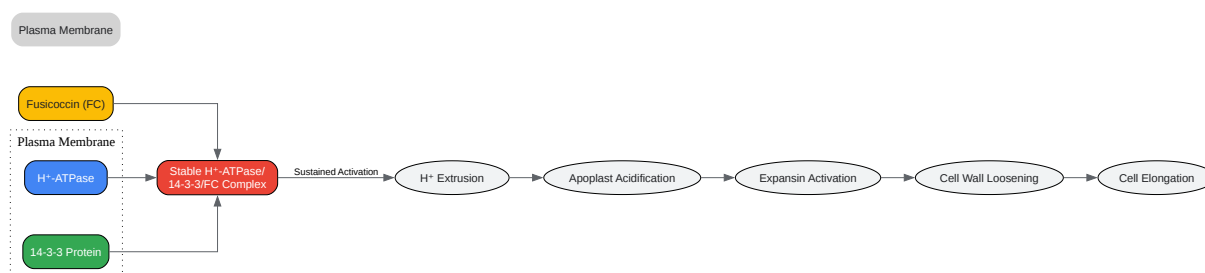 Plasma Membrane
Fusicoccin (FC)
Plasma Membrane
H⁺-ATPase
Stable H⁺-ATPase/
14-3-3/FC Complex
Sustained Activation
H⁺ Extrusion
Apoplast Acidification
Expansin Activation
Cell Wall Loosening
Cell Elongation
14-3-3 Protein